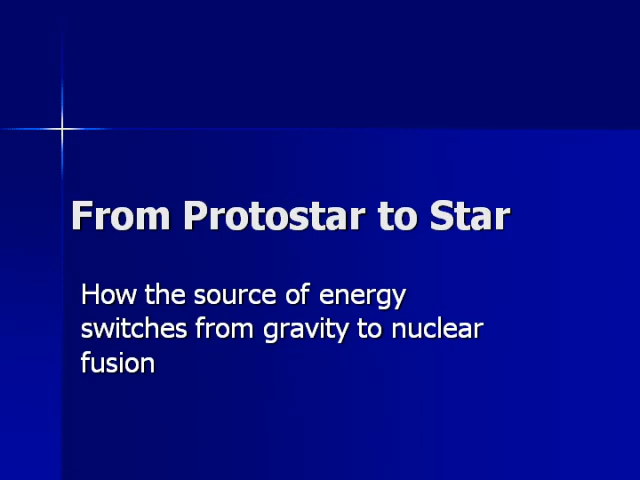 From Protostar to Star
How the source of energy
switches from gravity to nuclear
fusion